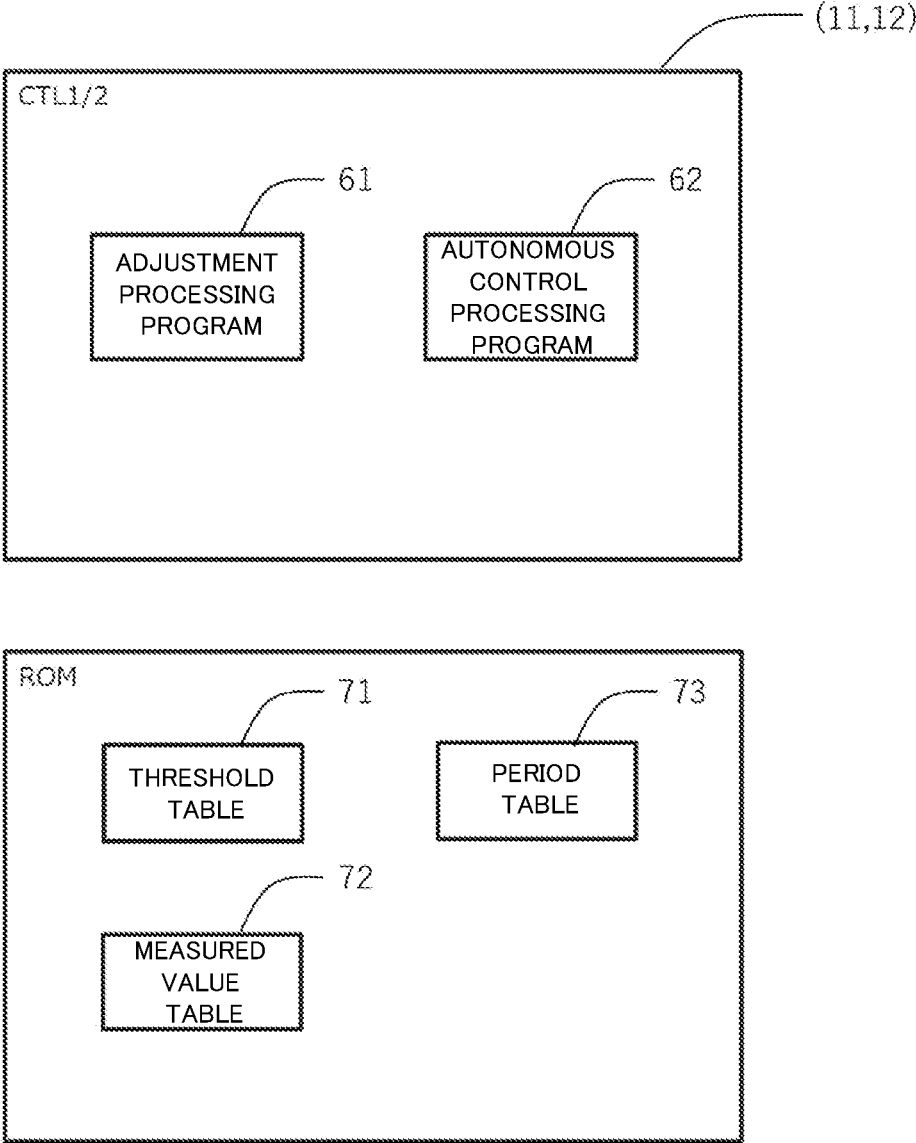 (11,12)
CTL1/2
61
62
ADJUSTMENT
PROCESSING
PROGRAM
AUTONOMOUS
CONTROL
PROCESSING
PROGRAM
ROM
71
73
THRESHOLD
TABLE
PERIOD
TABLE
72
MEASURED
VALUE
TABLE